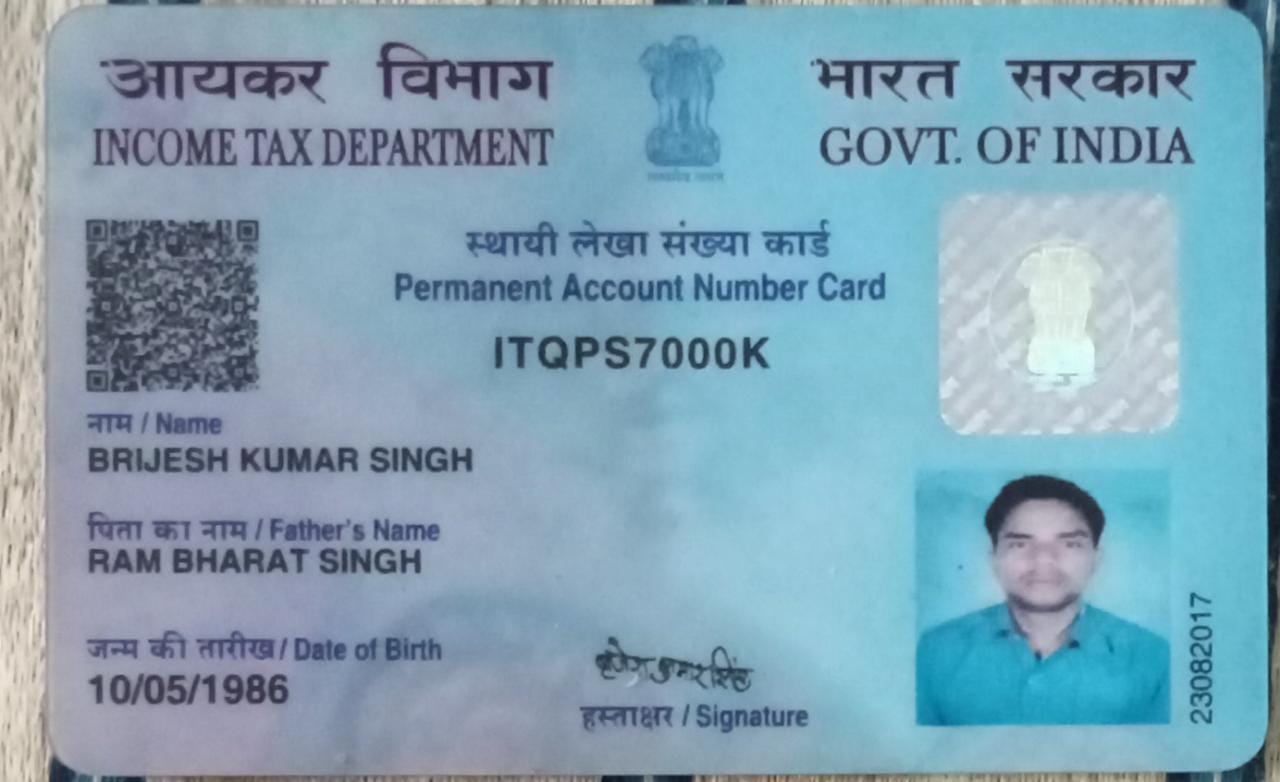 आयकर विभाग
INCOME TAX DEPARTMENT
भारत सरकार
GOVT. OF INDIA
सत्यमेव जयते
स्थायी लेखा संख्या कार्ड
Permanent Account Number Card
ITQPS7000K
नाम / Name
BRIJESH KUMAR SINGH
पिता का नाम / Father's Name
RAM BHARAT SINGH
जन्म की तारीख / Date of Birth
10/05/1986
बृजेश कुमार सिंह
हस्ताक्षर / Signature
23082017